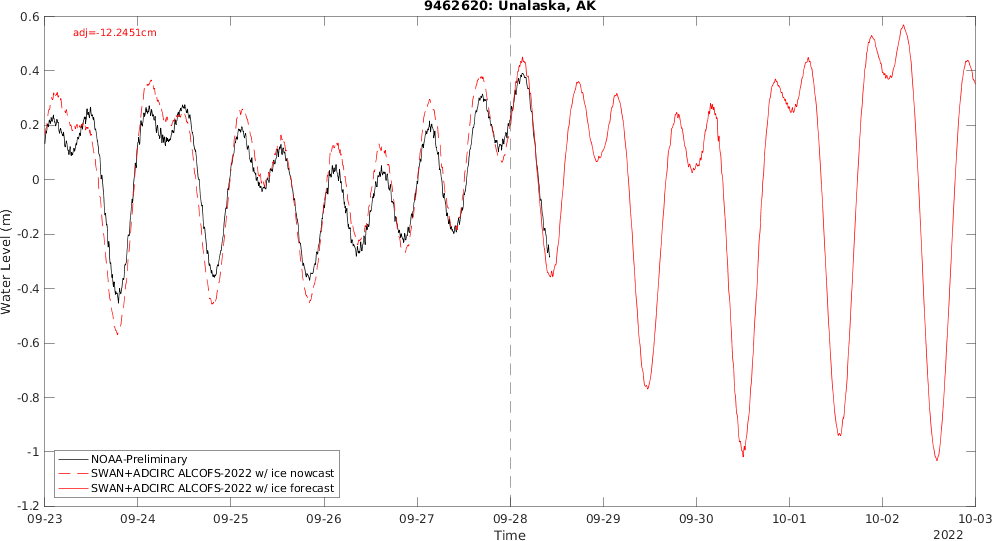 9462620: Unalaska, AK
adj=-12.2451cm
0.6
0.4
0.2
0
-0.2
-0.4
-0.6
-0.8
-1
-1.2
Water Level (m)
NOAA-Preliminary
SWAN+ADCIRC ALCOFS-2022 w/ ice nowcast
SWAN+ADCIRC ALCOFS-2022 w/ ice forecast
09-23 09-24 09-25 09-26 09-27 09-28 09-29 09-30 10-01 10-02 10-03
Time
2022